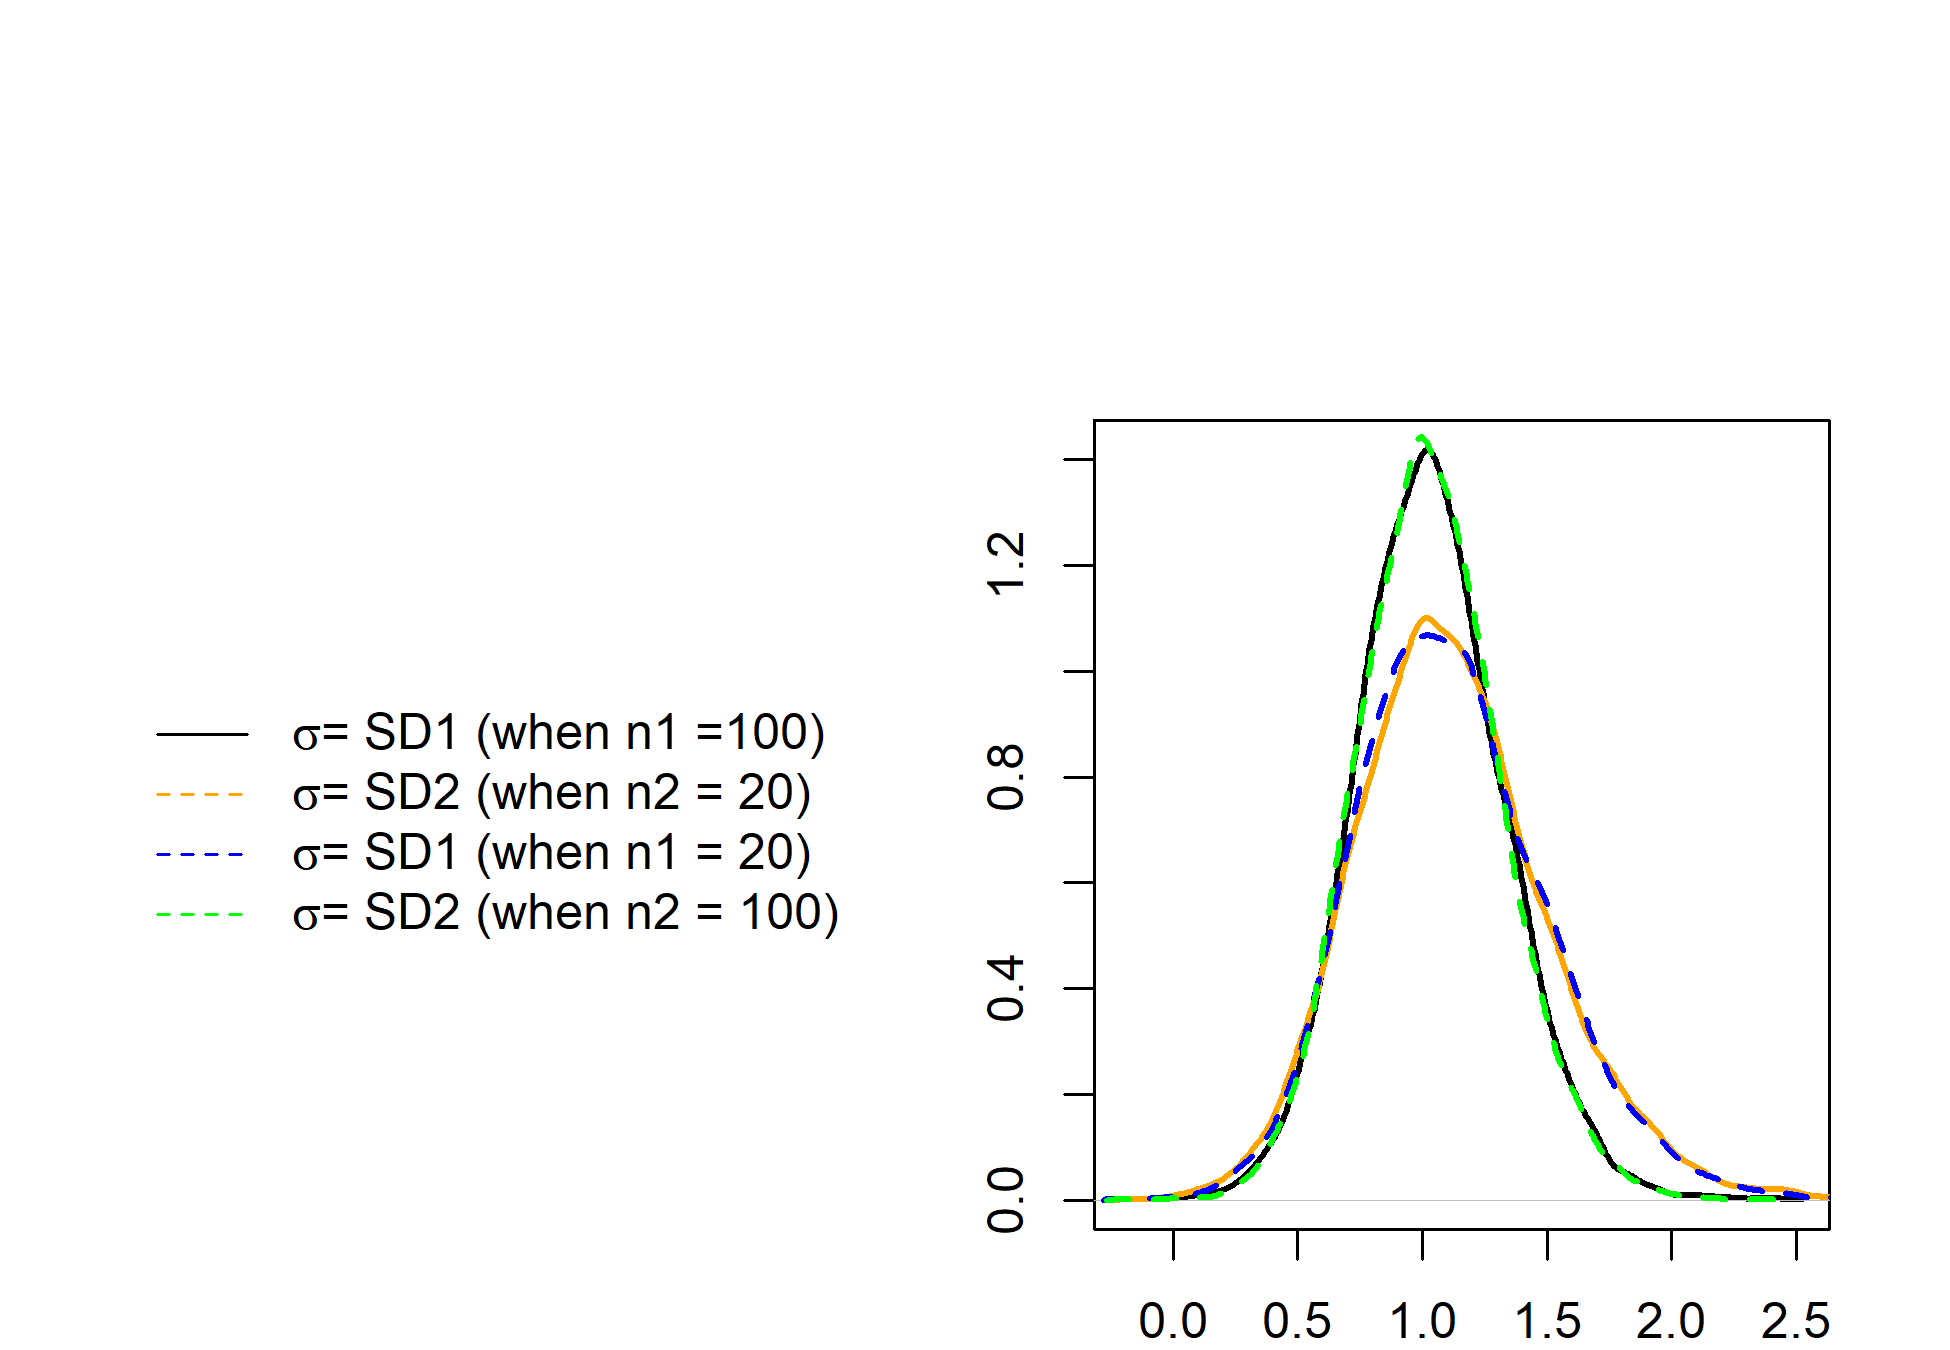 σ= SD1 (when n1 =100)
σ= SD2 (when n2 = 20)
σ= SD1 (when n1 = 20)
σ= SD2 (when n2 = 100)
1.2
0.8
0.4
0.0
0.0 0.5 1.0 1.5 2.0 2.5